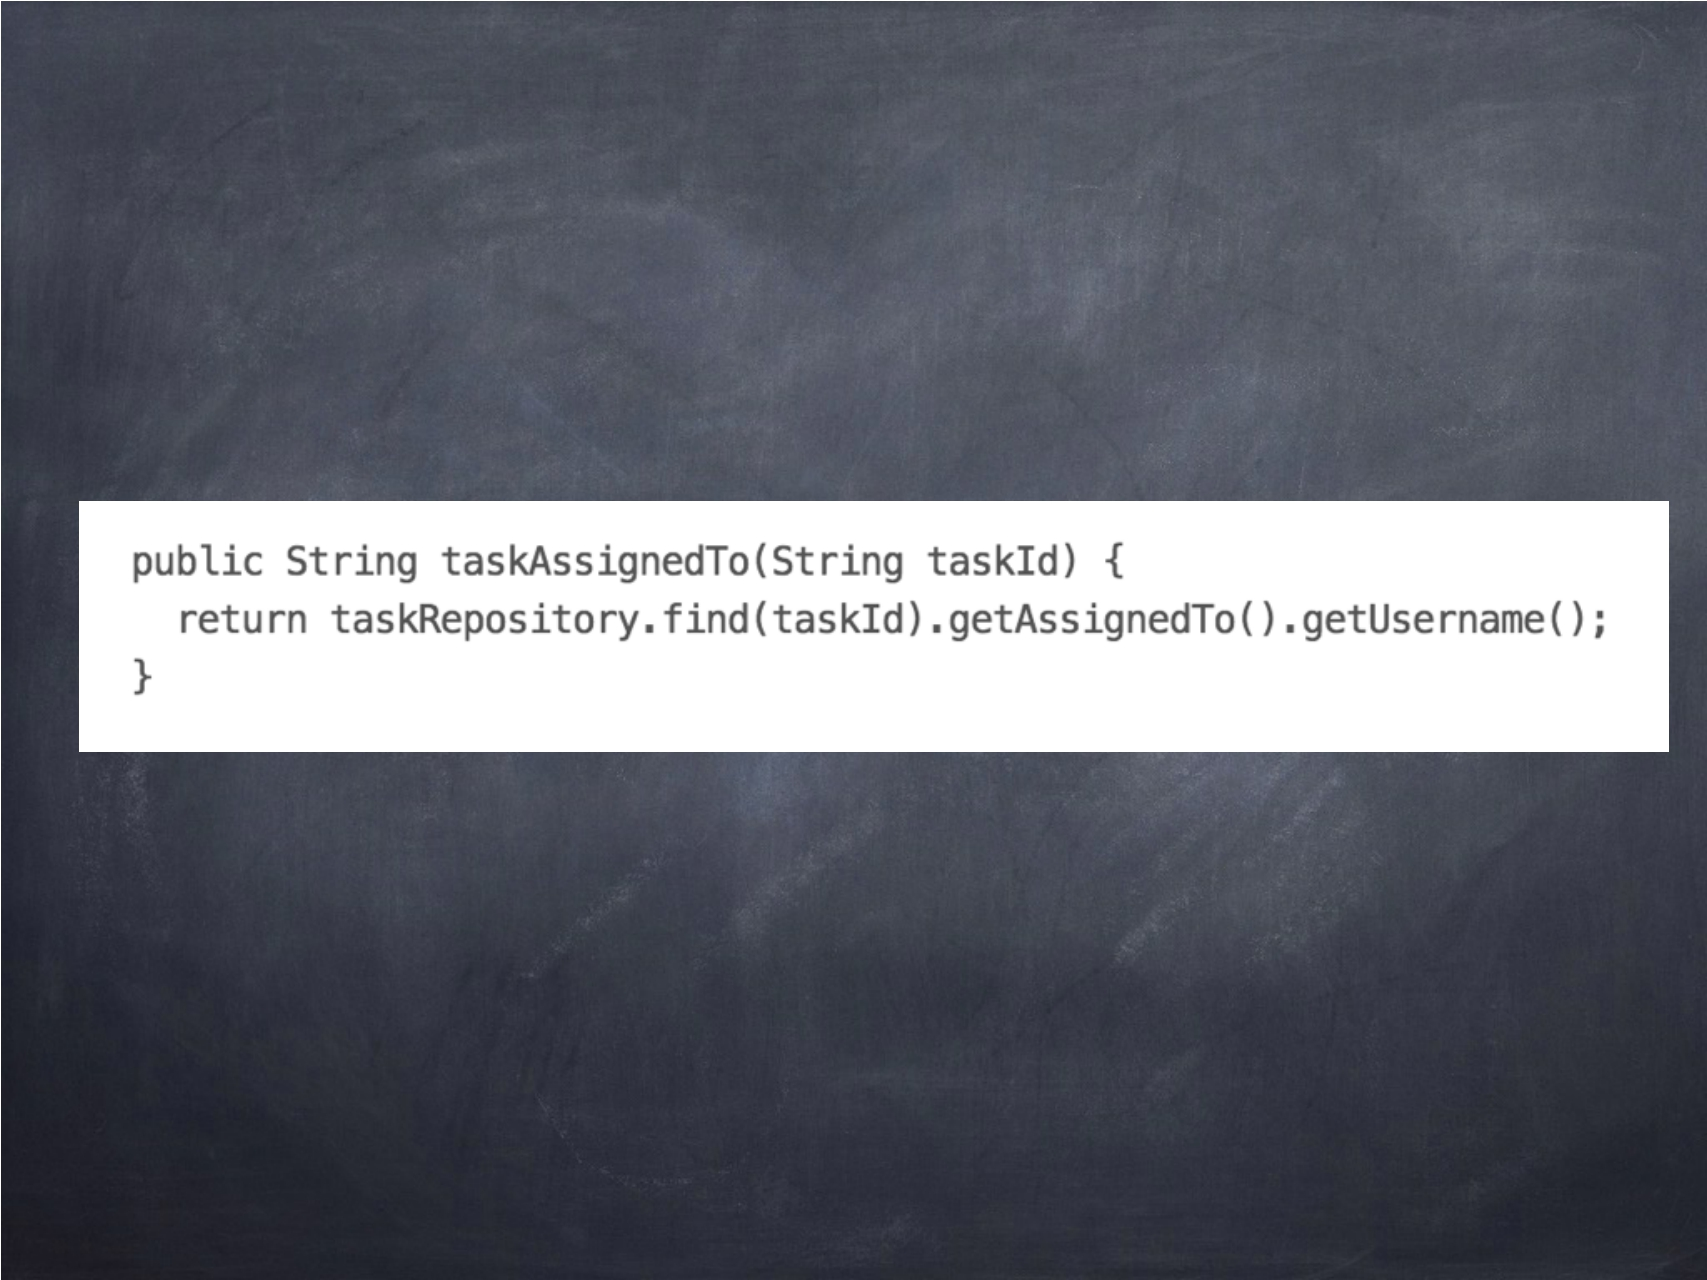 public String taskAssignedTo(String taskId) {
  return taskRepository.find(taskId).getAssignedTo().getUsername();
}